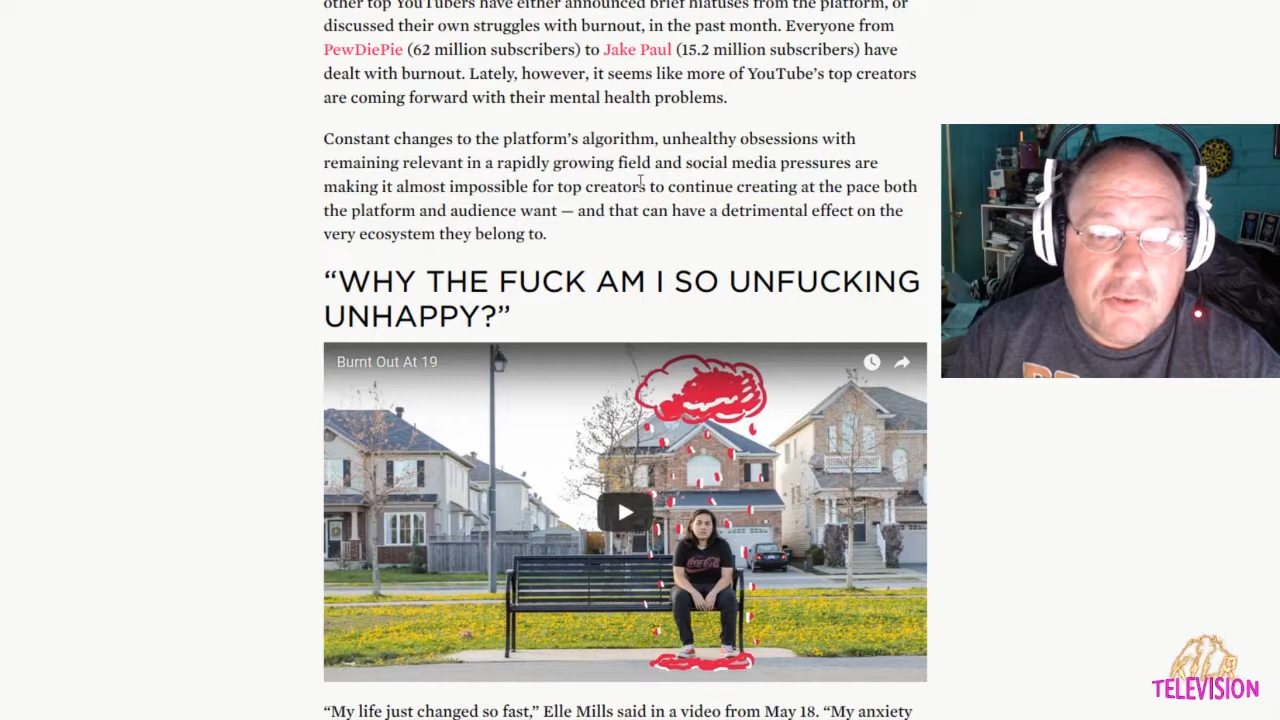 other top YouTubers have either announced brief hiatuses from the platform, or
discussed their own struggles with burnout, in the past month. Everyone from
PewDiePie (62 million subscribers) to Jake Paul (15.2 million subscribers) have
dealt with burnout. Lately, however, it seems like more of YouTube’s top creators
are coming forward with their mental health problems.
Constant changes to the platform’s algorithm, unhealthy obsessions with
remaining relevant in a rapidly growing field and social media pressures are
making it almost impossible for top creators to continue creating at the pace both
the platform and audience want — and that can have a detrimental effect on the
very ecosystem they belong to.
“WHY THE FUCK AM I SO UNFUCKING
UNHAPPY?”
Burnt Out At 19
Coca-Cola
“My life just changed so fast,” Elle Mills said in a video from May 18. “My anxiety
KILR
TELEVISION